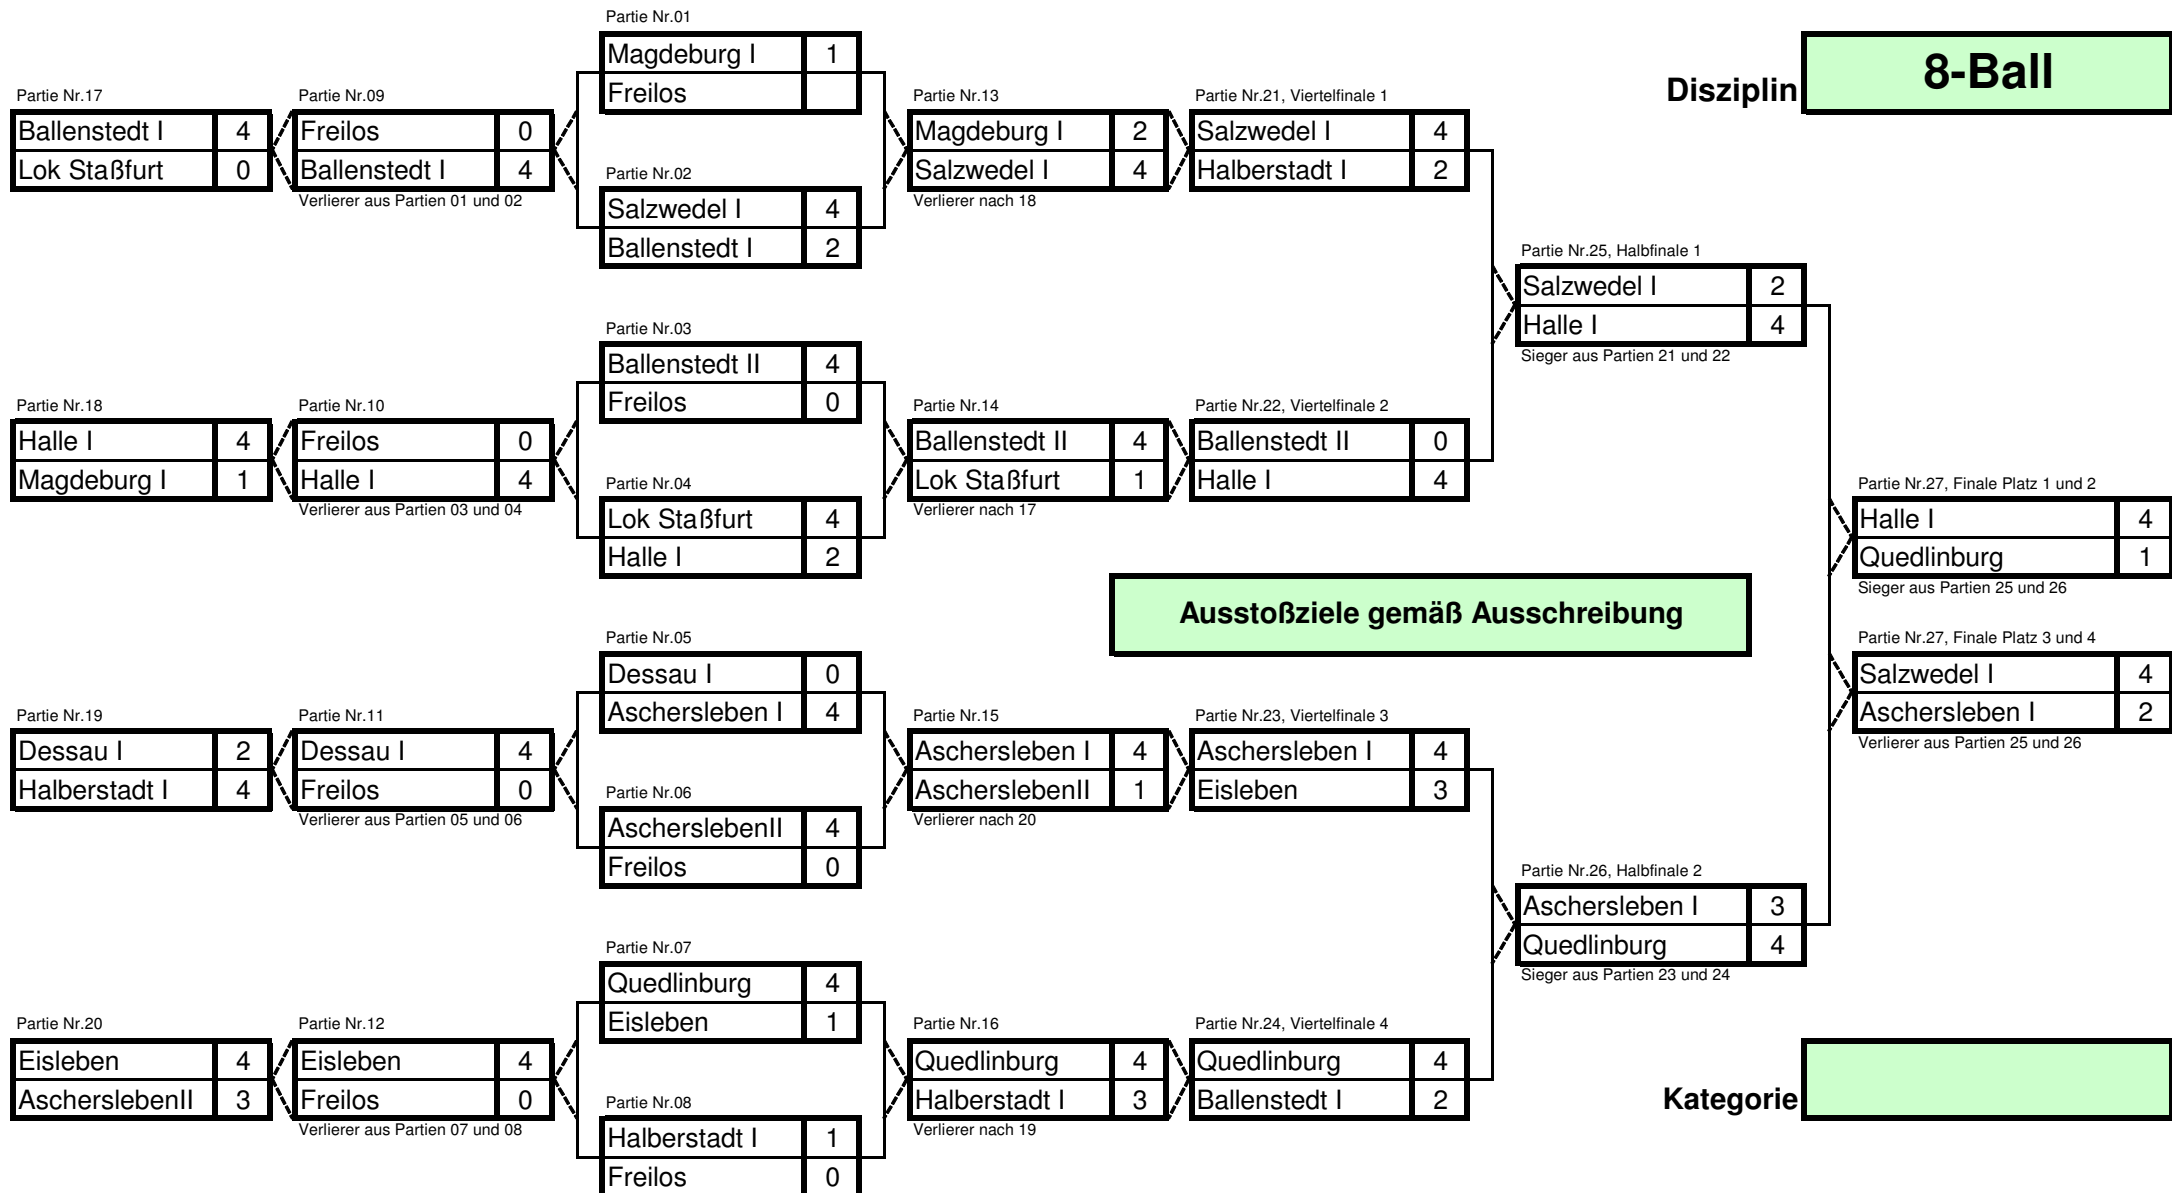 Partie Nr.01
Magdeburg I 1
Freilos
Disziplin 8-Ball
Partie Nr.17
Ballenstedt I 4
Lok Staßfurt 0
Partie Nr.09
Freilos 0
Ballenstedt I 4
Verlierer aus Partien 01 und 02
Partie Nr.02
Salzwedel I 4
Ballenstedt I 2
Partie Nr.13
Magdeburg I 2
Salzwedel I 4
Verlierer nach 18
Partie Nr.21, Viertelfinale 1
Salzwedel I 4
Halberstadt I 2
Partie Nr.25, Halbfinale 1
Salzwedel I 2
Halle I 4
Sieger aus Partien 21 und 22
Partie Nr.03
Ballenstedt II 4
Freilos 0
Partie Nr.18
Halle I 4
Magdeburg I 1
Partie Nr.10
Freilos 0
Halle I 4
Verlierer aus Partien 03 und 04
Partie Nr.04
Lok Staßfurt 4
Halle I 2
Partie Nr.14
Ballenstedt II 4
Lok Staßfurt 1
Verlierer nach 17
Partie Nr.22, Viertelfinale 2
Ballenstedt II 0
Halle I 4
Partie Nr.27, Finale Platz 1 und 2
Halle I 4
Quedlinburg 1
Sieger aus Partien 25 und 26
Ausstoßziele gemäß Ausschreibung
Partie Nr.27, Finale Platz 3 und 4
Salzwedel I 4
Aschersleben I 2
Verlierer aus Partien 25 und 26
Partie Nr.05
Dessau I 0
Aschersleben I 4
Partie Nr.19
Dessau I 2
Halberstadt I 4
Partie Nr.11
Dessau I 4
Freilos 0
Verlierer aus Partien 05 und 06
Partie Nr.06
AscherslebenII 4
Freilos 0
Partie Nr.15
Aschersleben I 4
AscherslebenII 1
Verlierer nach 20
Partie Nr.23, Viertelfinale 3
Aschersleben I 4
Eisleben 3
Partie Nr.26, Halbfinale 2
Aschersleben I 3
Quedlinburg 4
Sieger aus Partien 23 und 24
Partie Nr.07
Quedlinburg 4
Eisleben 1
Partie Nr.20
Eisleben 4
AscherslebenII 3
Partie Nr.12
Eisleben 4
Freilos 0
Verlierer aus Partien 07 und 08
Partie Nr.08
Halberstadt I 1
Freilos 0
Partie Nr.16
Quedlinburg 4
Halberstadt I 3
Verlierer nach 19
Partie Nr.24, Viertelfinale 4
Quedlinburg 4
Ballenstedt I 2
Kategorie